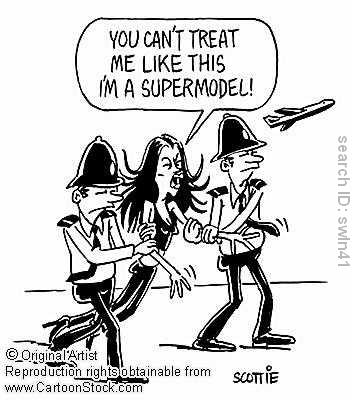 YOU CAN'T TREAT
ME LIKE THIS
I'M A SUPERMODEL!
search ID: swln41
© Original Artist
Reproduction rights obtainable from
www.CartoonStock.com
SCOTTIE